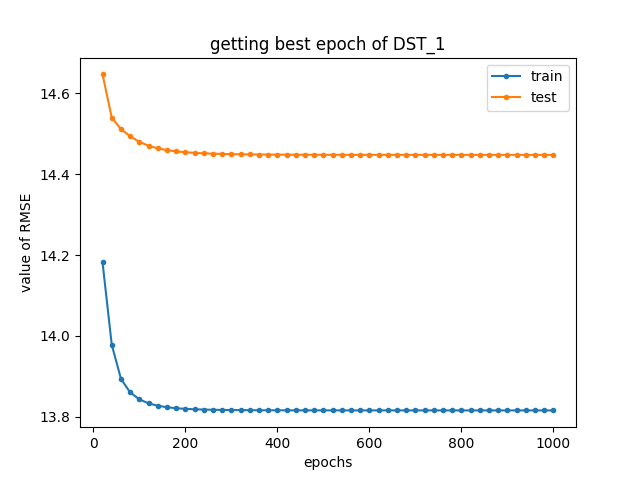 getting best epoch of DST_1
train
test
value of RMSE
14.6
14.4
14.2
14.0
13.8
0
200
400
600
800
1000
epochs